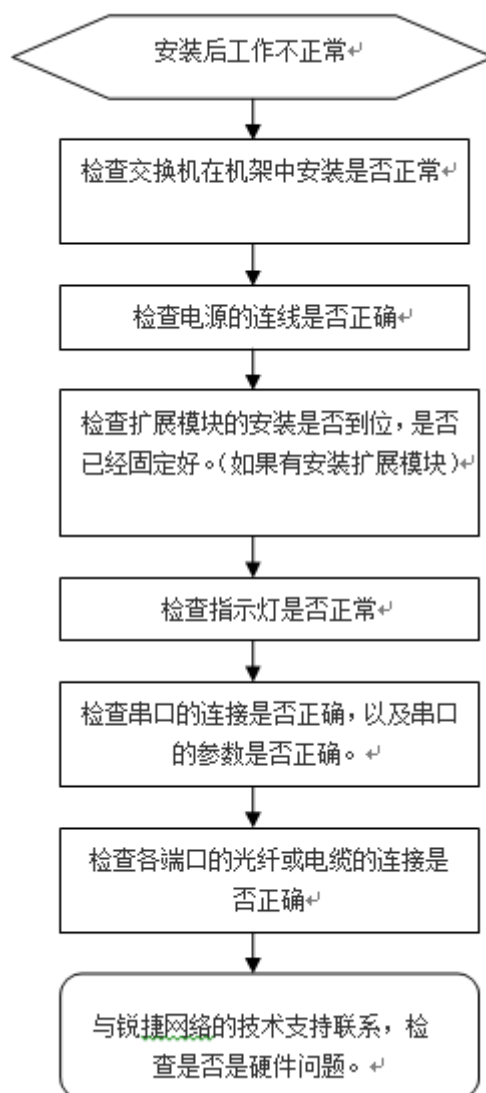 安装后工作不正常↵
检查交换机在机架中安装是否正常↵
检查电源的连线是否正确↵
检查扩展模块的安装是否到位，是否
已经固定好。（如果有安装扩展模块）↵
检查指示灯是否正常↵
检查串口的连接是否正确，以及串口
的参数是否正确。↵
检查各端口的光纤或电缆的连接是
否正确↵
与锐捷网络的技术支持联系，检
查是否是硬件问题。↵